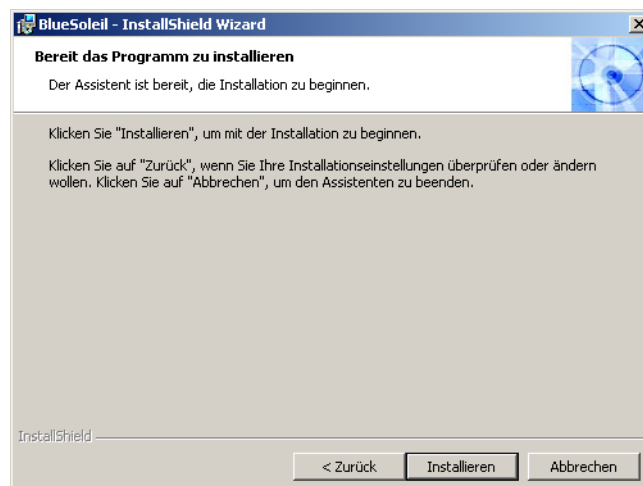 BlueSoleil - InstallShield Wizard
Bereit das Programm zu installieren
Der Assistent ist bereit, die Installation zu beginnen.
Klicken Sie "Installieren", um mit der Installation zu beginnen.
Klicken Sie auf "Zurück", wenn Sie Ihre Installationseinstellungen überprüfen oder ändern
wollen. Klicken Sie auf "Abbrechen", um den Assistenten zu beenden.
InstallShield
< Zurück Installieren Abbrechen